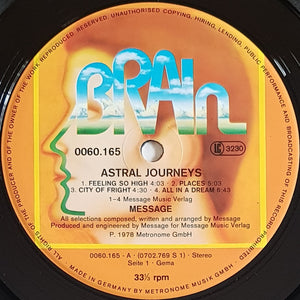 ALL RIGHTS OF THE PRODUCER AND OF THE OWNER OF THE WORK REPRODUCED RESERVED. UNAUTHORISED COPYING, HIRING, LENDING, PUBLIC PERFORMANCE AND BROADCASTING OF THIS RECORD PROHIBITED!
BRAIn
0060.165
LC 3230
ASTRAL JOURNEYS
1. FEELING SO HIGH 4:03 2. PLACES 5:03
3. CITY OF FRIGHT 4:90 4. ALL IN A DREAM 6:43
1–4 Message Music Verlag
MESSAGE
All selections composed, written and arranged by Message
Produced and engineered by Message for Message Music Verlag
P 1978 Metronome GmbH
0060.165 - A (0702.769 S 1) · Stereo
Seite 1 · Gema
33⅓ rpm
MADE IN GERMANY BY METRONOME MUSIK GMBH